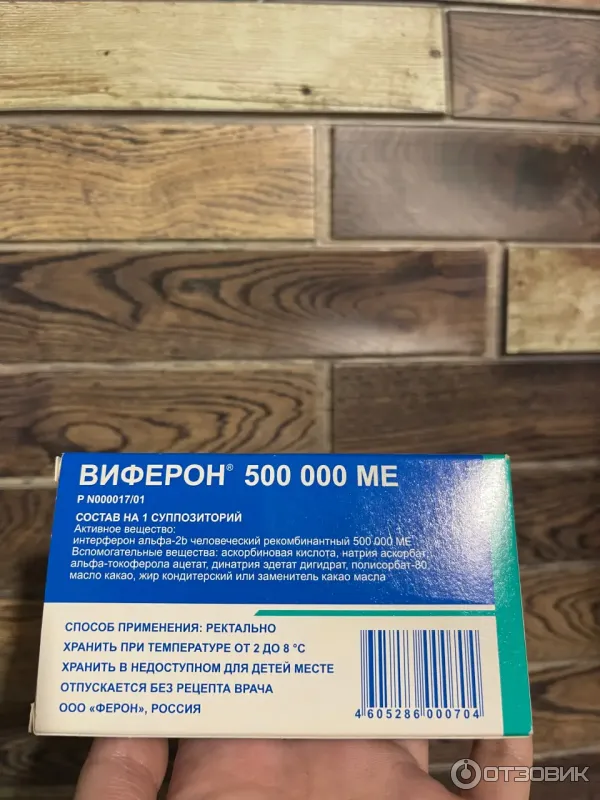 ВИФЕРОН® 500 000 МЕ
Р N000017/01
СОСТАВ НА 1 СУППОЗИТОРИЙ
Активное вещество:
интерферон альфа-2b человеческий рекомбинантный 500 000 МЕ
Вспомогательные вещества: аскорбиновая кислота, натрия аскорбат,
альфа-токоферола ацетат, динатрия эдетат дигидрат, полисорбат-80
масло какао, жир кондитерский или заменитель какао масла
СПОСОБ ПРИМЕНЕНИЯ: РЕКТАЛЬНО
ХРАНИТЬ ПРИ ТЕМПЕРАТУРЕ ОТ 2 ДО 8 °С
ХРАНИТЬ В НЕДОСТУПНОМ ДЛЯ ДЕТЕЙ МЕСТЕ
ОТПУСКАЕТСЯ БЕЗ РЕЦЕПТА ВРАЧА
ООО «ФЕРОН», РОССИЯ
4 605286 000704
ОТЗОВИК